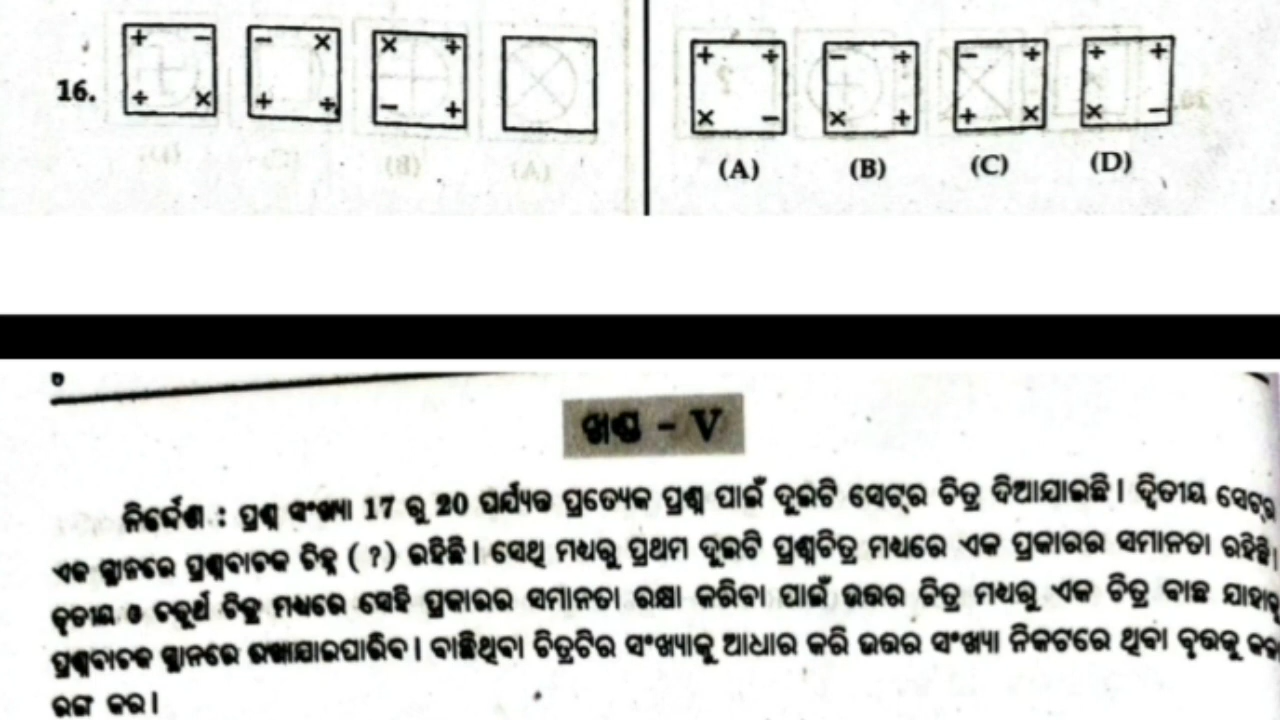 + − − × × +
16.
+ × + + − +
+ + − + − + + +
× − × + + × × −
(A) (B) (C) (D)
ଖଣ୍ଡ – V
ନିର୍ଦ୍ଦେଶ : ପ୍ରଶ୍ନ ସଂଖ୍ୟା 17 ରୁ 20 ପର୍ଯ୍ୟନ୍ତ ପ୍ରତ୍ୟେକ ପ୍ରଶ୍ନ ପାଇଁ ଦୁଇଟି ସେଟ୍‌ର ଚିତ୍ର ଦିଆଯାଇଛି । ଦ୍ୱିତୀୟ ସେଟ୍‌ର
ଏକ ସ୍ଥାନରେ ପ୍ରଶ୍ନବାଚକ ଚିହ୍ନ ( ? ) ରହିଛି । ସେଥି ମଧ୍ୟରୁ ପ୍ରଥମ ଦୁଇଟି ପ୍ରଶ୍ନଚିତ୍ର ମଧ୍ୟରେ ଏକ ପ୍ରକାରର ସମାନତା ରହିଛି ।
ତୃତୀୟ ଓ ଚତୁର୍ଥ ଚିହ୍ନ ମଧ୍ୟରେ ସେହି ପ୍ରକାରର ସମାନତା ରକ୍ଷା କରିବା ପାଇଁ ଉତ୍ତର ଚିତ୍ର ମଧ୍ୟରୁ ଏକ ଚିତ୍ର ବାଛ
ପ୍ରଶ୍ନବାଚକ ସ୍ଥାନରେ ରଖାଯାଇପାରିବ । ବାଛିଥିବା ଚିତ୍ରଟିର ସଂଖ୍ୟାକୁ ଆଧାର କରି ଉତ୍ତର ସଂଖ୍ୟା ନିକଟରେ ଥିବା ବୃତ୍ତକୁ
ରଙ୍ଗ କର ।